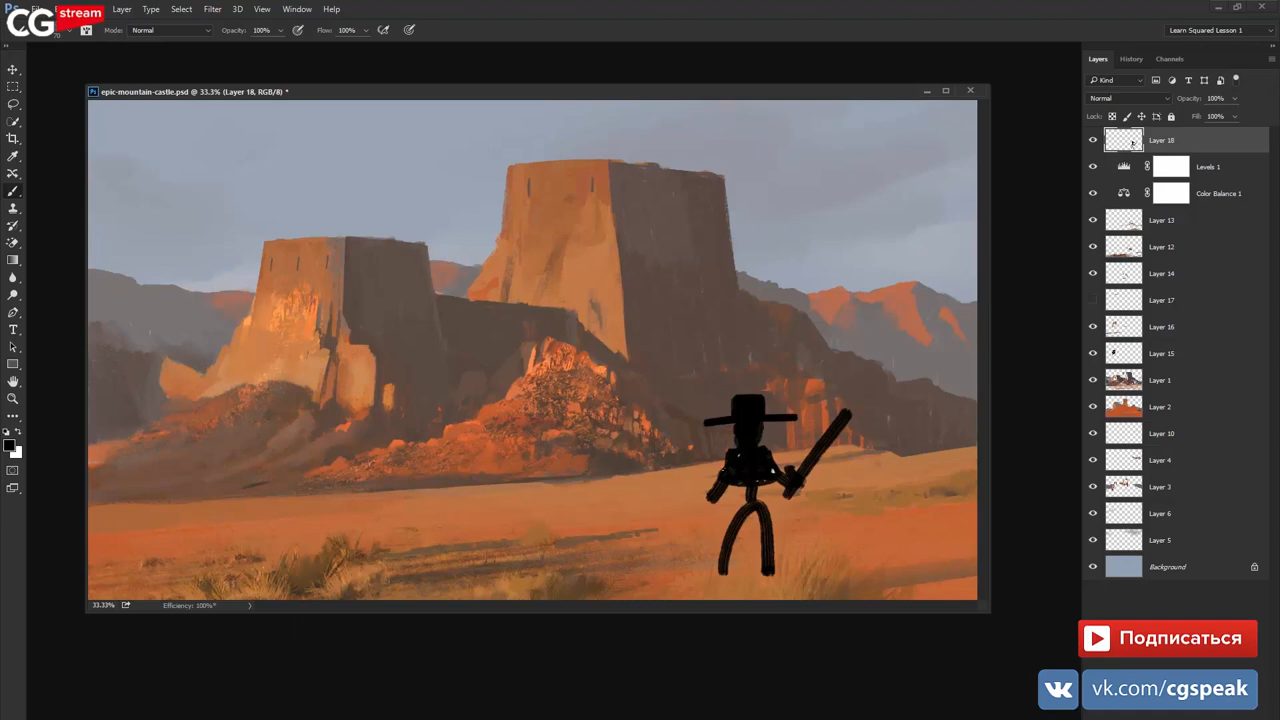 CG stream
Layer Type Select Filter 3D View Window Help
Mode: Normal Opacity: 100% Flow: 100% Learn Squared Lesson 1
epic-mountain-castle.psd @ 33.3% (Layer 18, RGB/8) *
Layers History Channels
Kind
Normal Opacity: 100%
Lock: Fill: 100%
Layer 18
Levels 1
Color Balance 1
Layer 13
Layer 12
Layer 14
Layer 17
Layer 16
Layer 15
Layer 1
Layer 2
Layer 10
Layer 4
Layer 3
Layer 6
Layer 5
Background
33.33% Efficiency: 100%*
Подписаться
vk.com/cgspeak